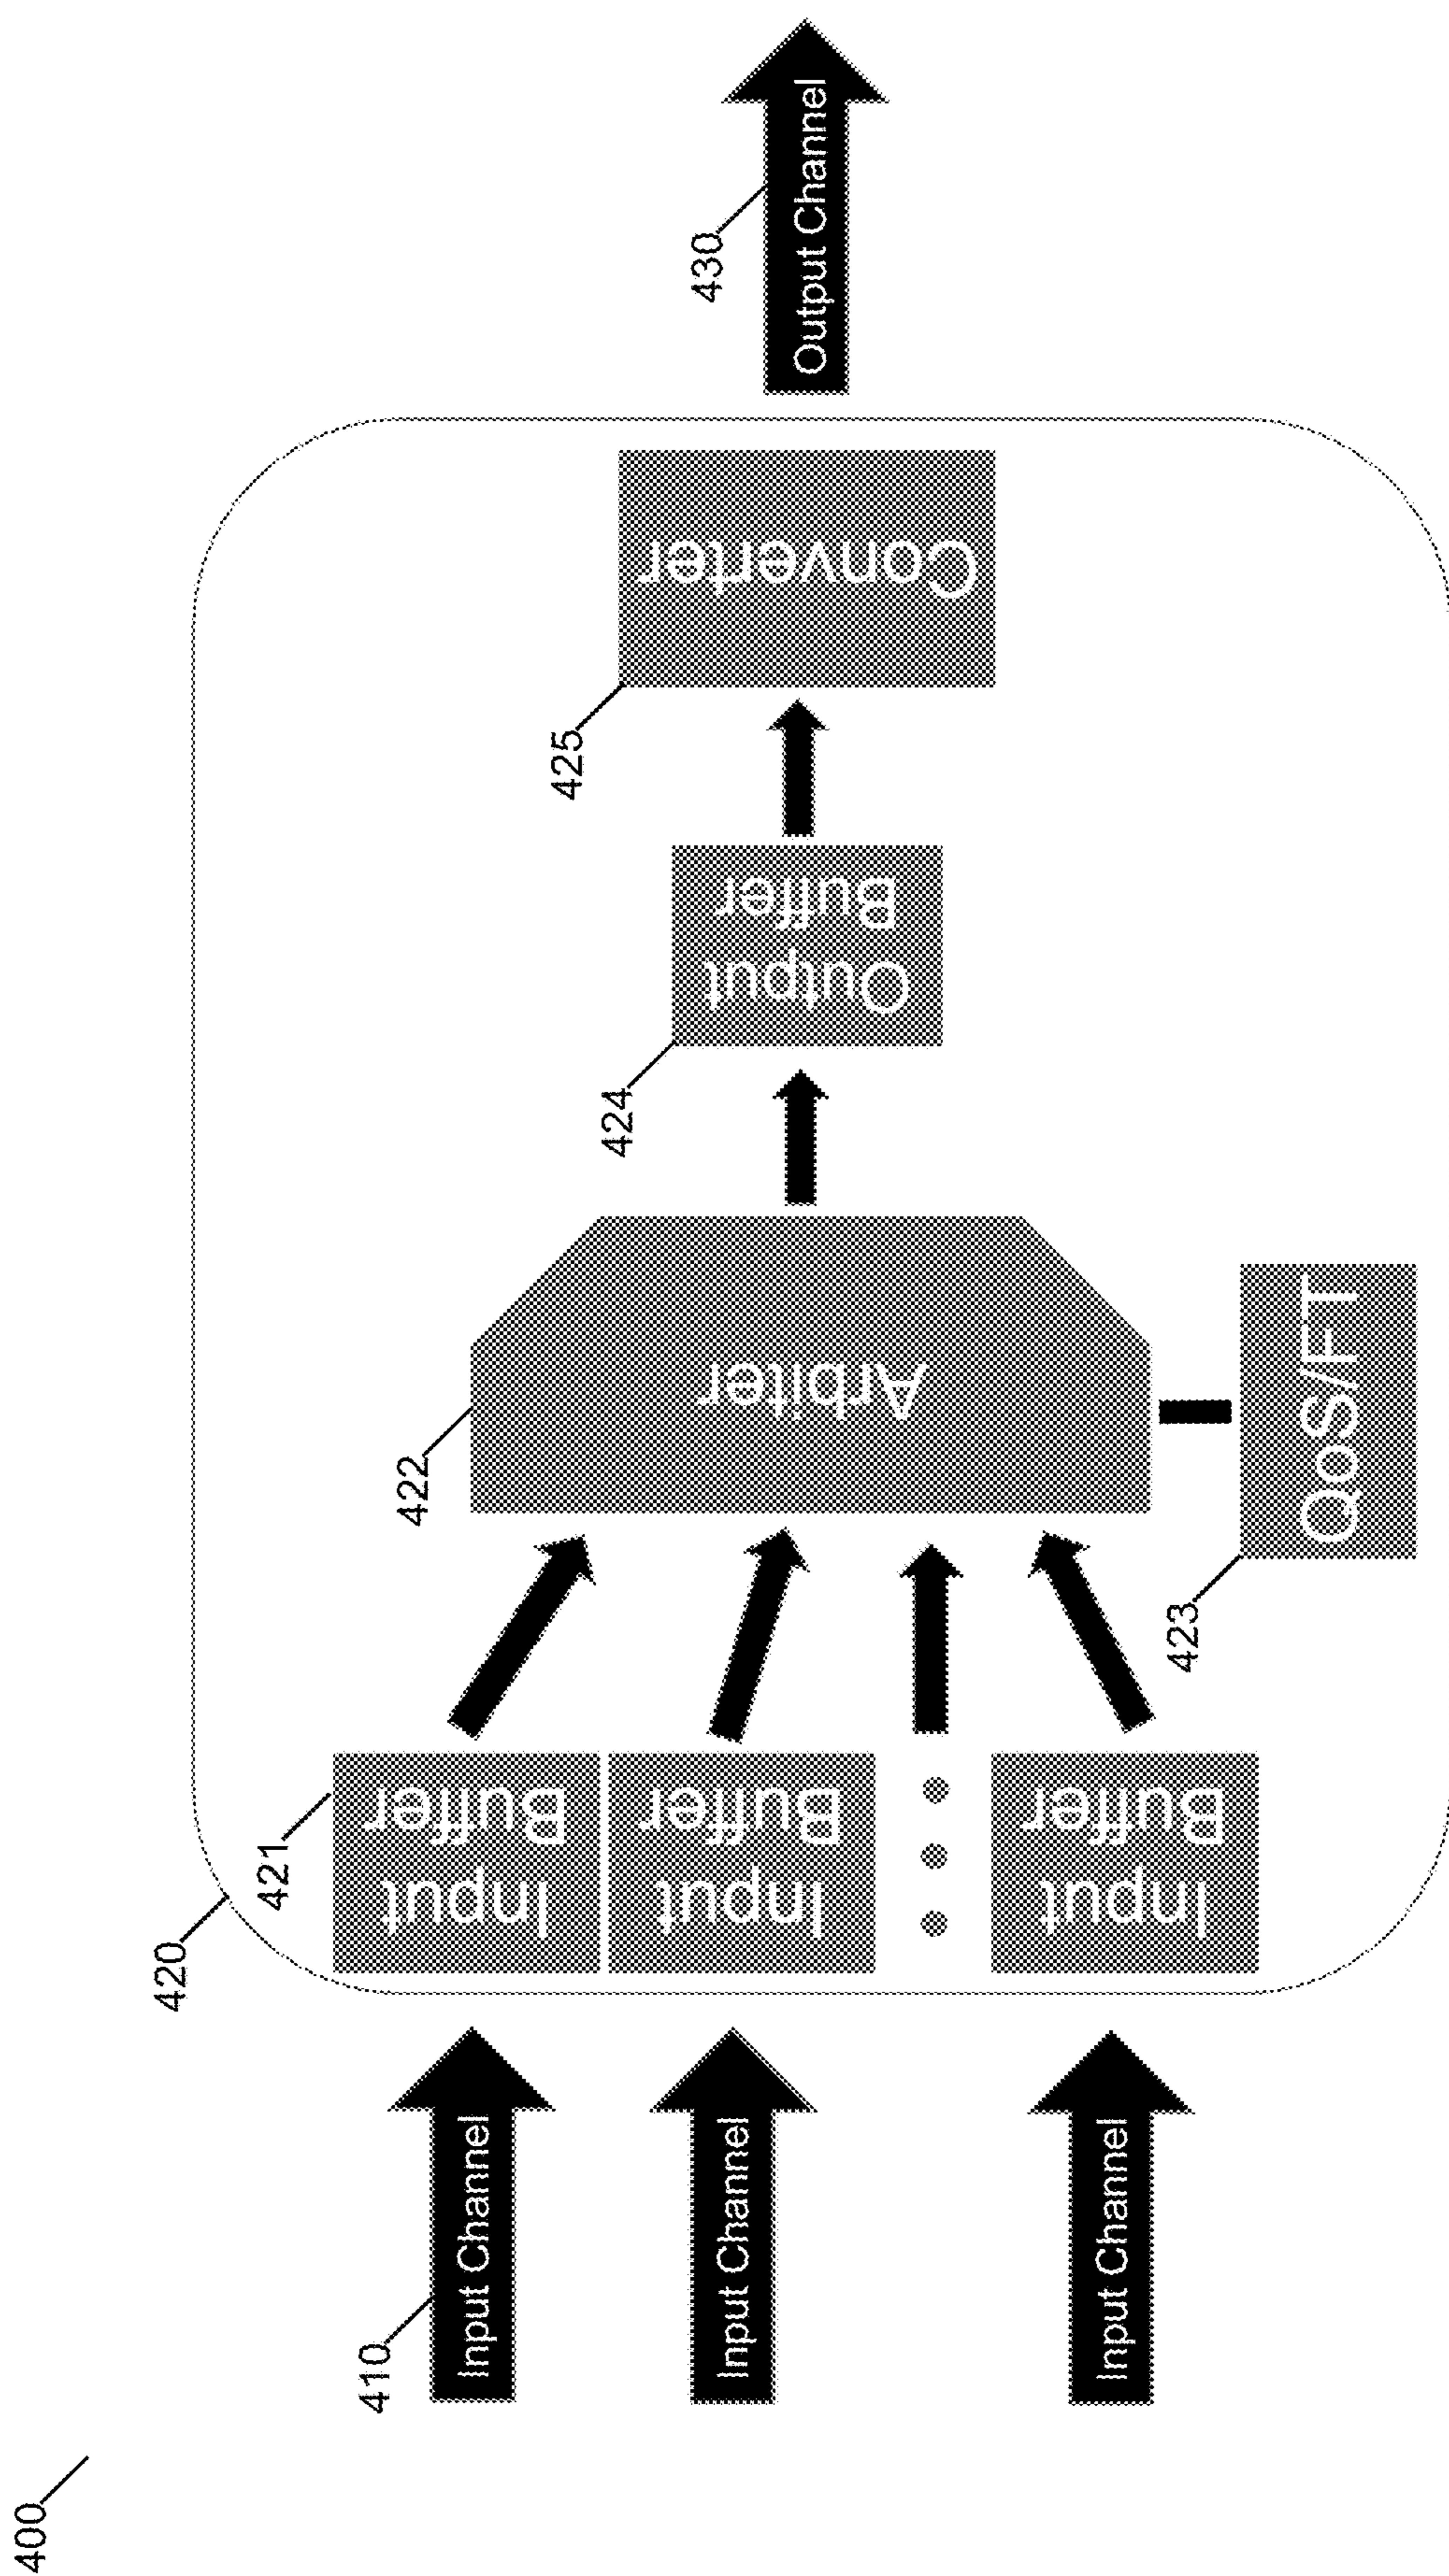 400
410
Input Channel
Input Channel
Input Channel
420
421
Input
Buffer
Input
Buffer
Input
Buffer
422
Arbiter
423
QoS/FT
424
Output
Buffer
425
Converter
430
Output Channel